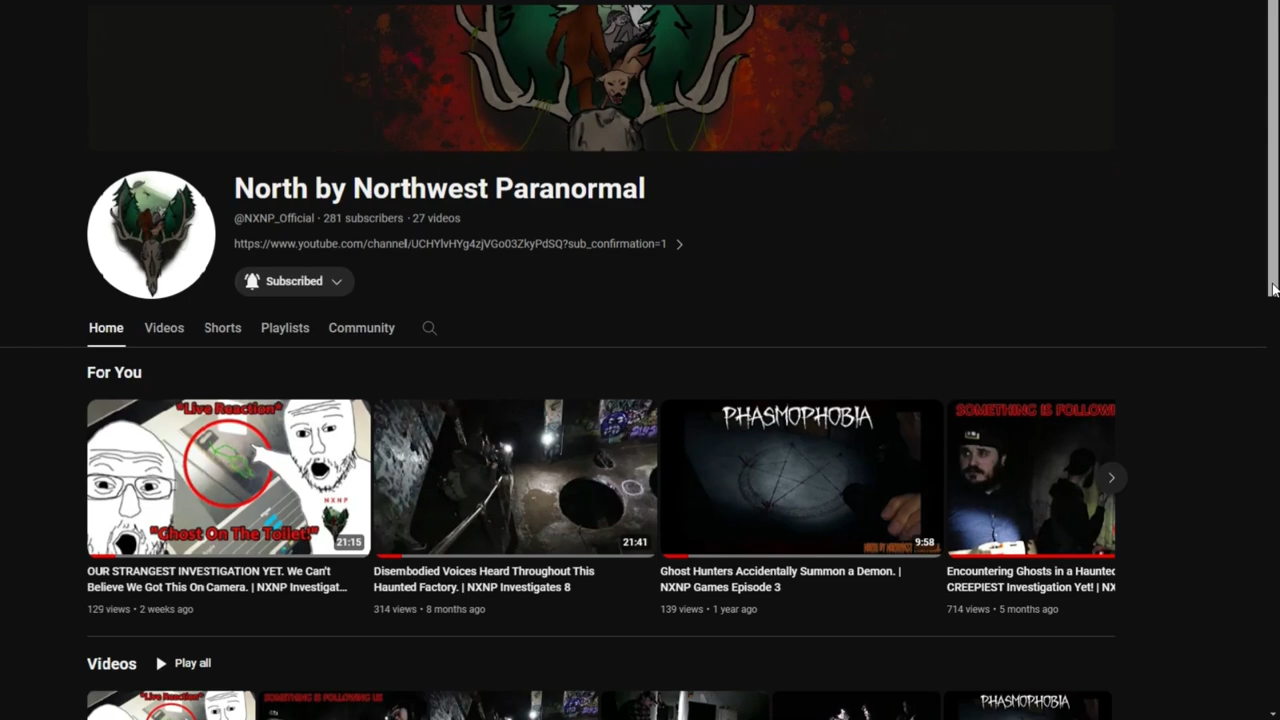 North by Northwest Paranormal
@NXNP_Official · 281 subscribers · 27 videos
https://www.youtube.com/channel/UCHYlvHYg4zjVGo03ZkyPdSQ?sub_confirmation=1
Subscribed
Home Videos Shorts Playlists Community
For You
*Live Reaction*
"Ghost On The Toilet!"
NXNP
21:15
21:41
PHASMOPHOBIA
9:58
SOMETHING IS FOLLOWI
OUR STRANGEST INVESTIGATION YET. We Can't
Believe We Got This On Camera. | NXNP Investigat...
129 views • 2 weeks ago
Disembodied Voices Heard Throughout This
Haunted Factory. | NXNP Investigates 8
314 views • 8 months ago
Ghost Hunters Accidentally Summon a Demon. |
NXNP Games Episode 3
139 views • 1 year ago
Encountering Ghosts in a Haunted
CREEPIEST Investigation Yet! | NX
714 views • 5 months ago
Videos Play all
*Live Reaction*
SOMETHING IS FOLLOWING US
PHASMOPHOBIA